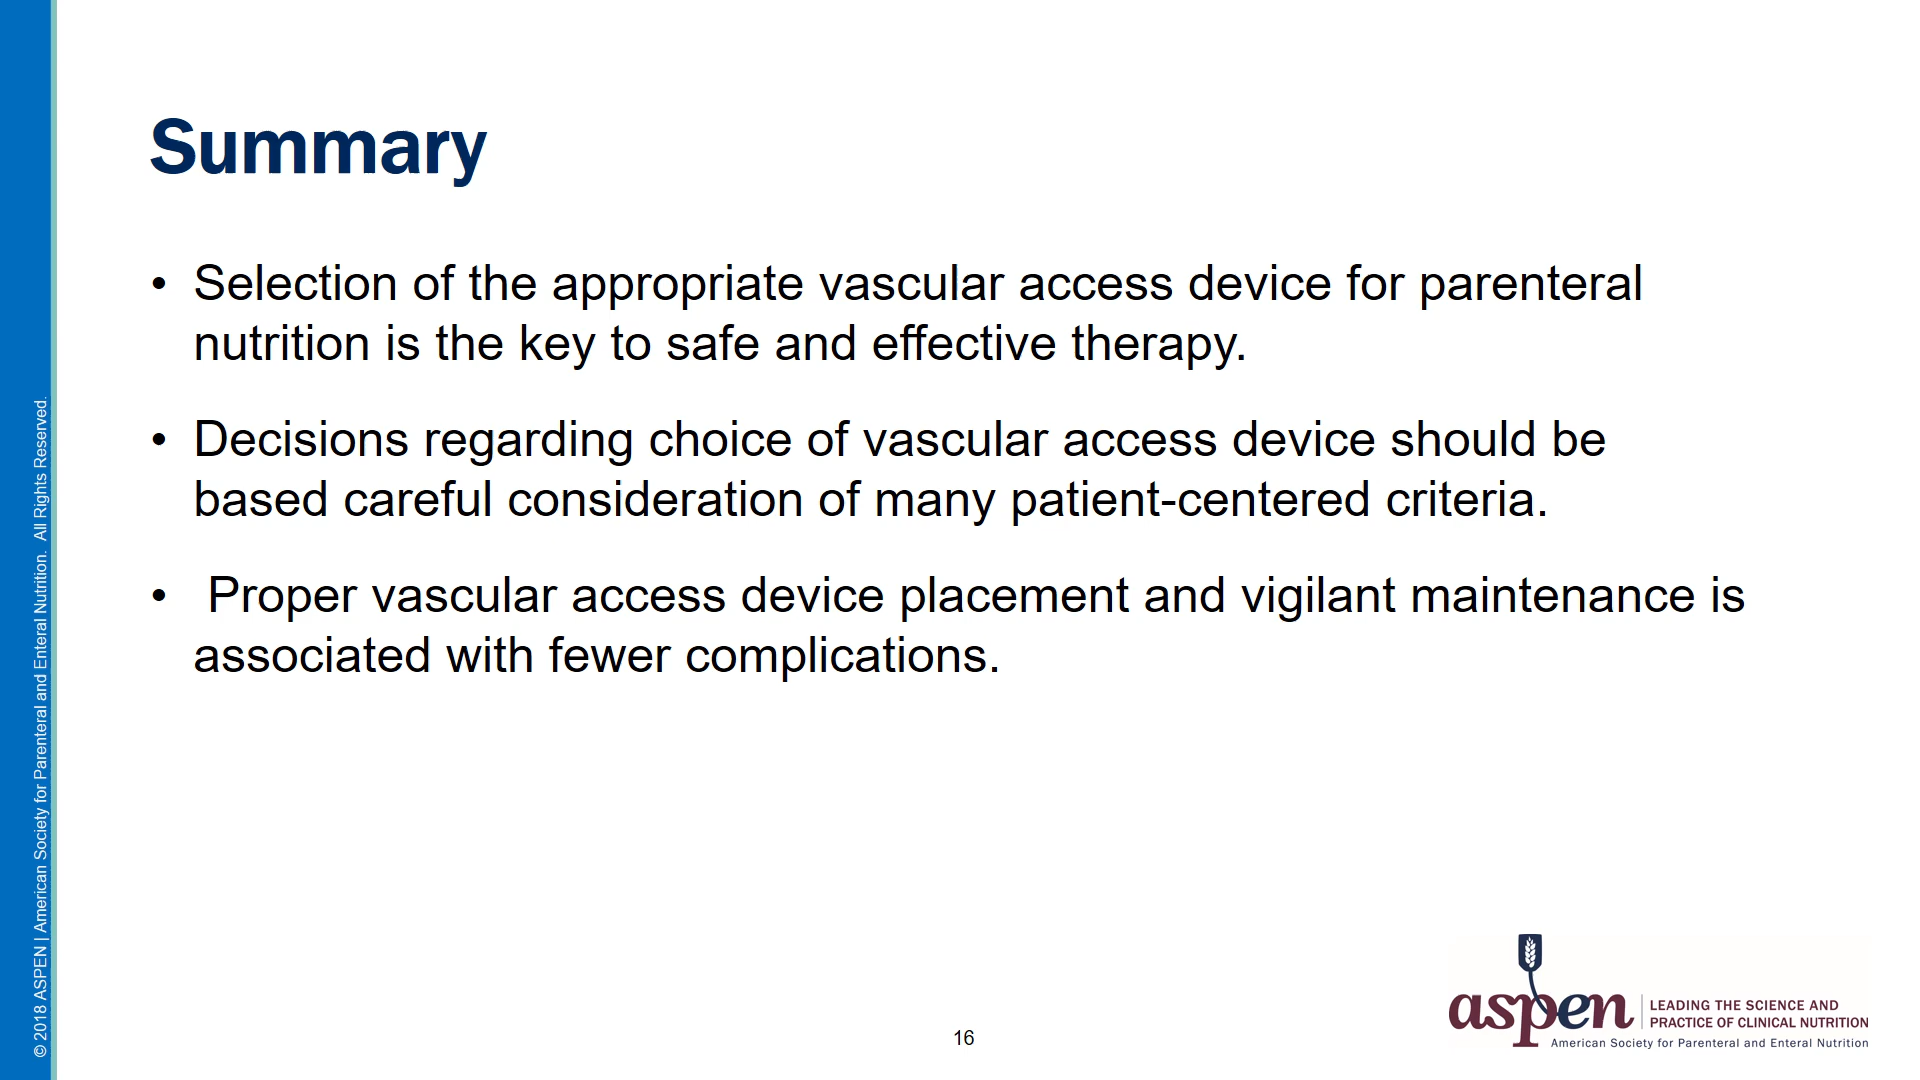 Summary
• Selection of the appropriate vascular access device for parenteral
nutrition is the key to safe and effective therapy.
• Decisions regarding choice of vascular access device should be
based careful consideration of many patient-centered criteria.
• Proper vascular access device placement and vigilant maintenance is
associated with fewer complications.
© 2018 ASPEN | American Society for Parenteral and Enteral Nutrition. All Rights Reserved.
16
aspen
LEADING THE SCIENCE AND
PRACTICE OF CLINICAL NUTRITION
American Society for Parenteral and Enteral Nutrition